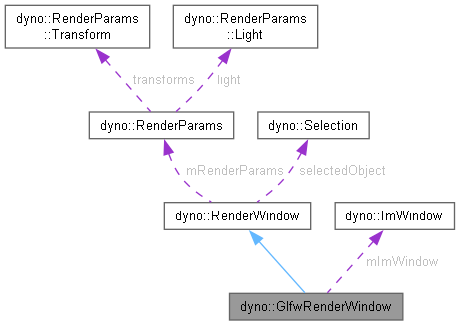 dyno::RenderParams
::Transform
dyno::RenderParams
::Light
transforms
light
dyno::RenderParams
dyno::Selection
mRenderParams
selectedObject
dyno::RenderWindow
dyno::ImWindow
mImWindow
dyno::GlfwRenderWindow